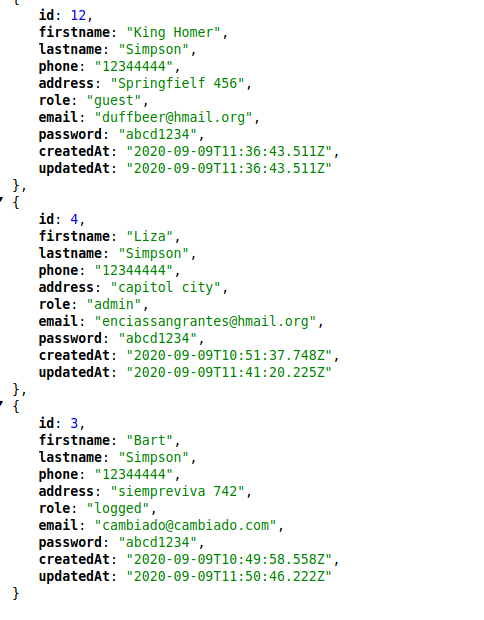 {
id: 12,
firstname: "King Homer",
lastname: "Simpson",
phone: "12344444",
address: "Springfielf 456",
role: "guest",
email: "duffbeer@hmail.org",
password: "abcd1234",
createdAt: "2020-09-09T11:36:43.511Z",
updatedAt: "2020-09-09T11:36:43.511Z"
},
{
id: 4,
firstname: "Liza",
lastname: "Simpson",
phone: "12344444",
address: "capitol city",
role: "admin",
email: "enciassangrantes@hmail.org",
password: "abcd1234",
createdAt: "2020-09-09T10:51:37.748Z",
updatedAt: "2020-09-09T11:41:20.225Z"
},
{
id: 3,
firstname: "Bart",
lastname: "Simpson",
phone: "12344444",
address: "siempreviva 742",
role: "logged",
email: "cambiado@cambiado.com",
password: "abcd1234",
createdAt: "2020-09-09T10:49:58.558Z",
updatedAt: "2020-09-09T11:50:46.222Z"
}